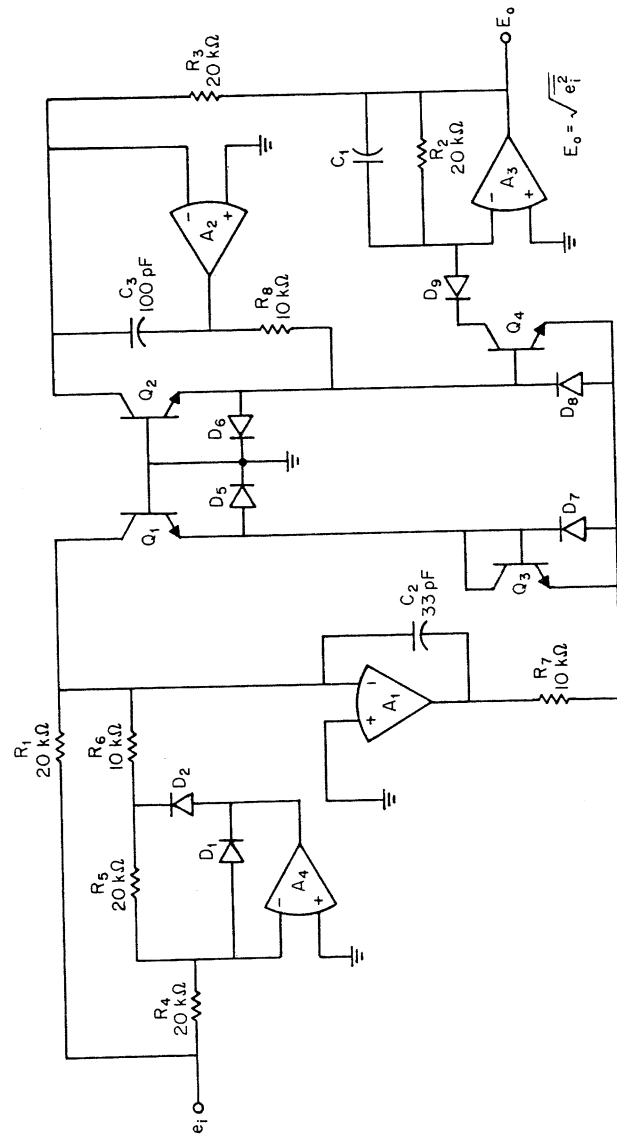 R1
20 kΩ
R6
10 kΩ
R5
20 kΩ
D2
D1
R4
20 kΩ
ei
A4
−
+
A1
−
+
C2
33 pF
R7
10 kΩ
Q1
Q2
D5
D6
Q3
D7
D8
Q4
D9
C3
100 pF
R8
10 kΩ
A2
−
+
R3
20 kΩ
C1
R2
20 kΩ
A3
−
+
Eo
Eo = √ei²